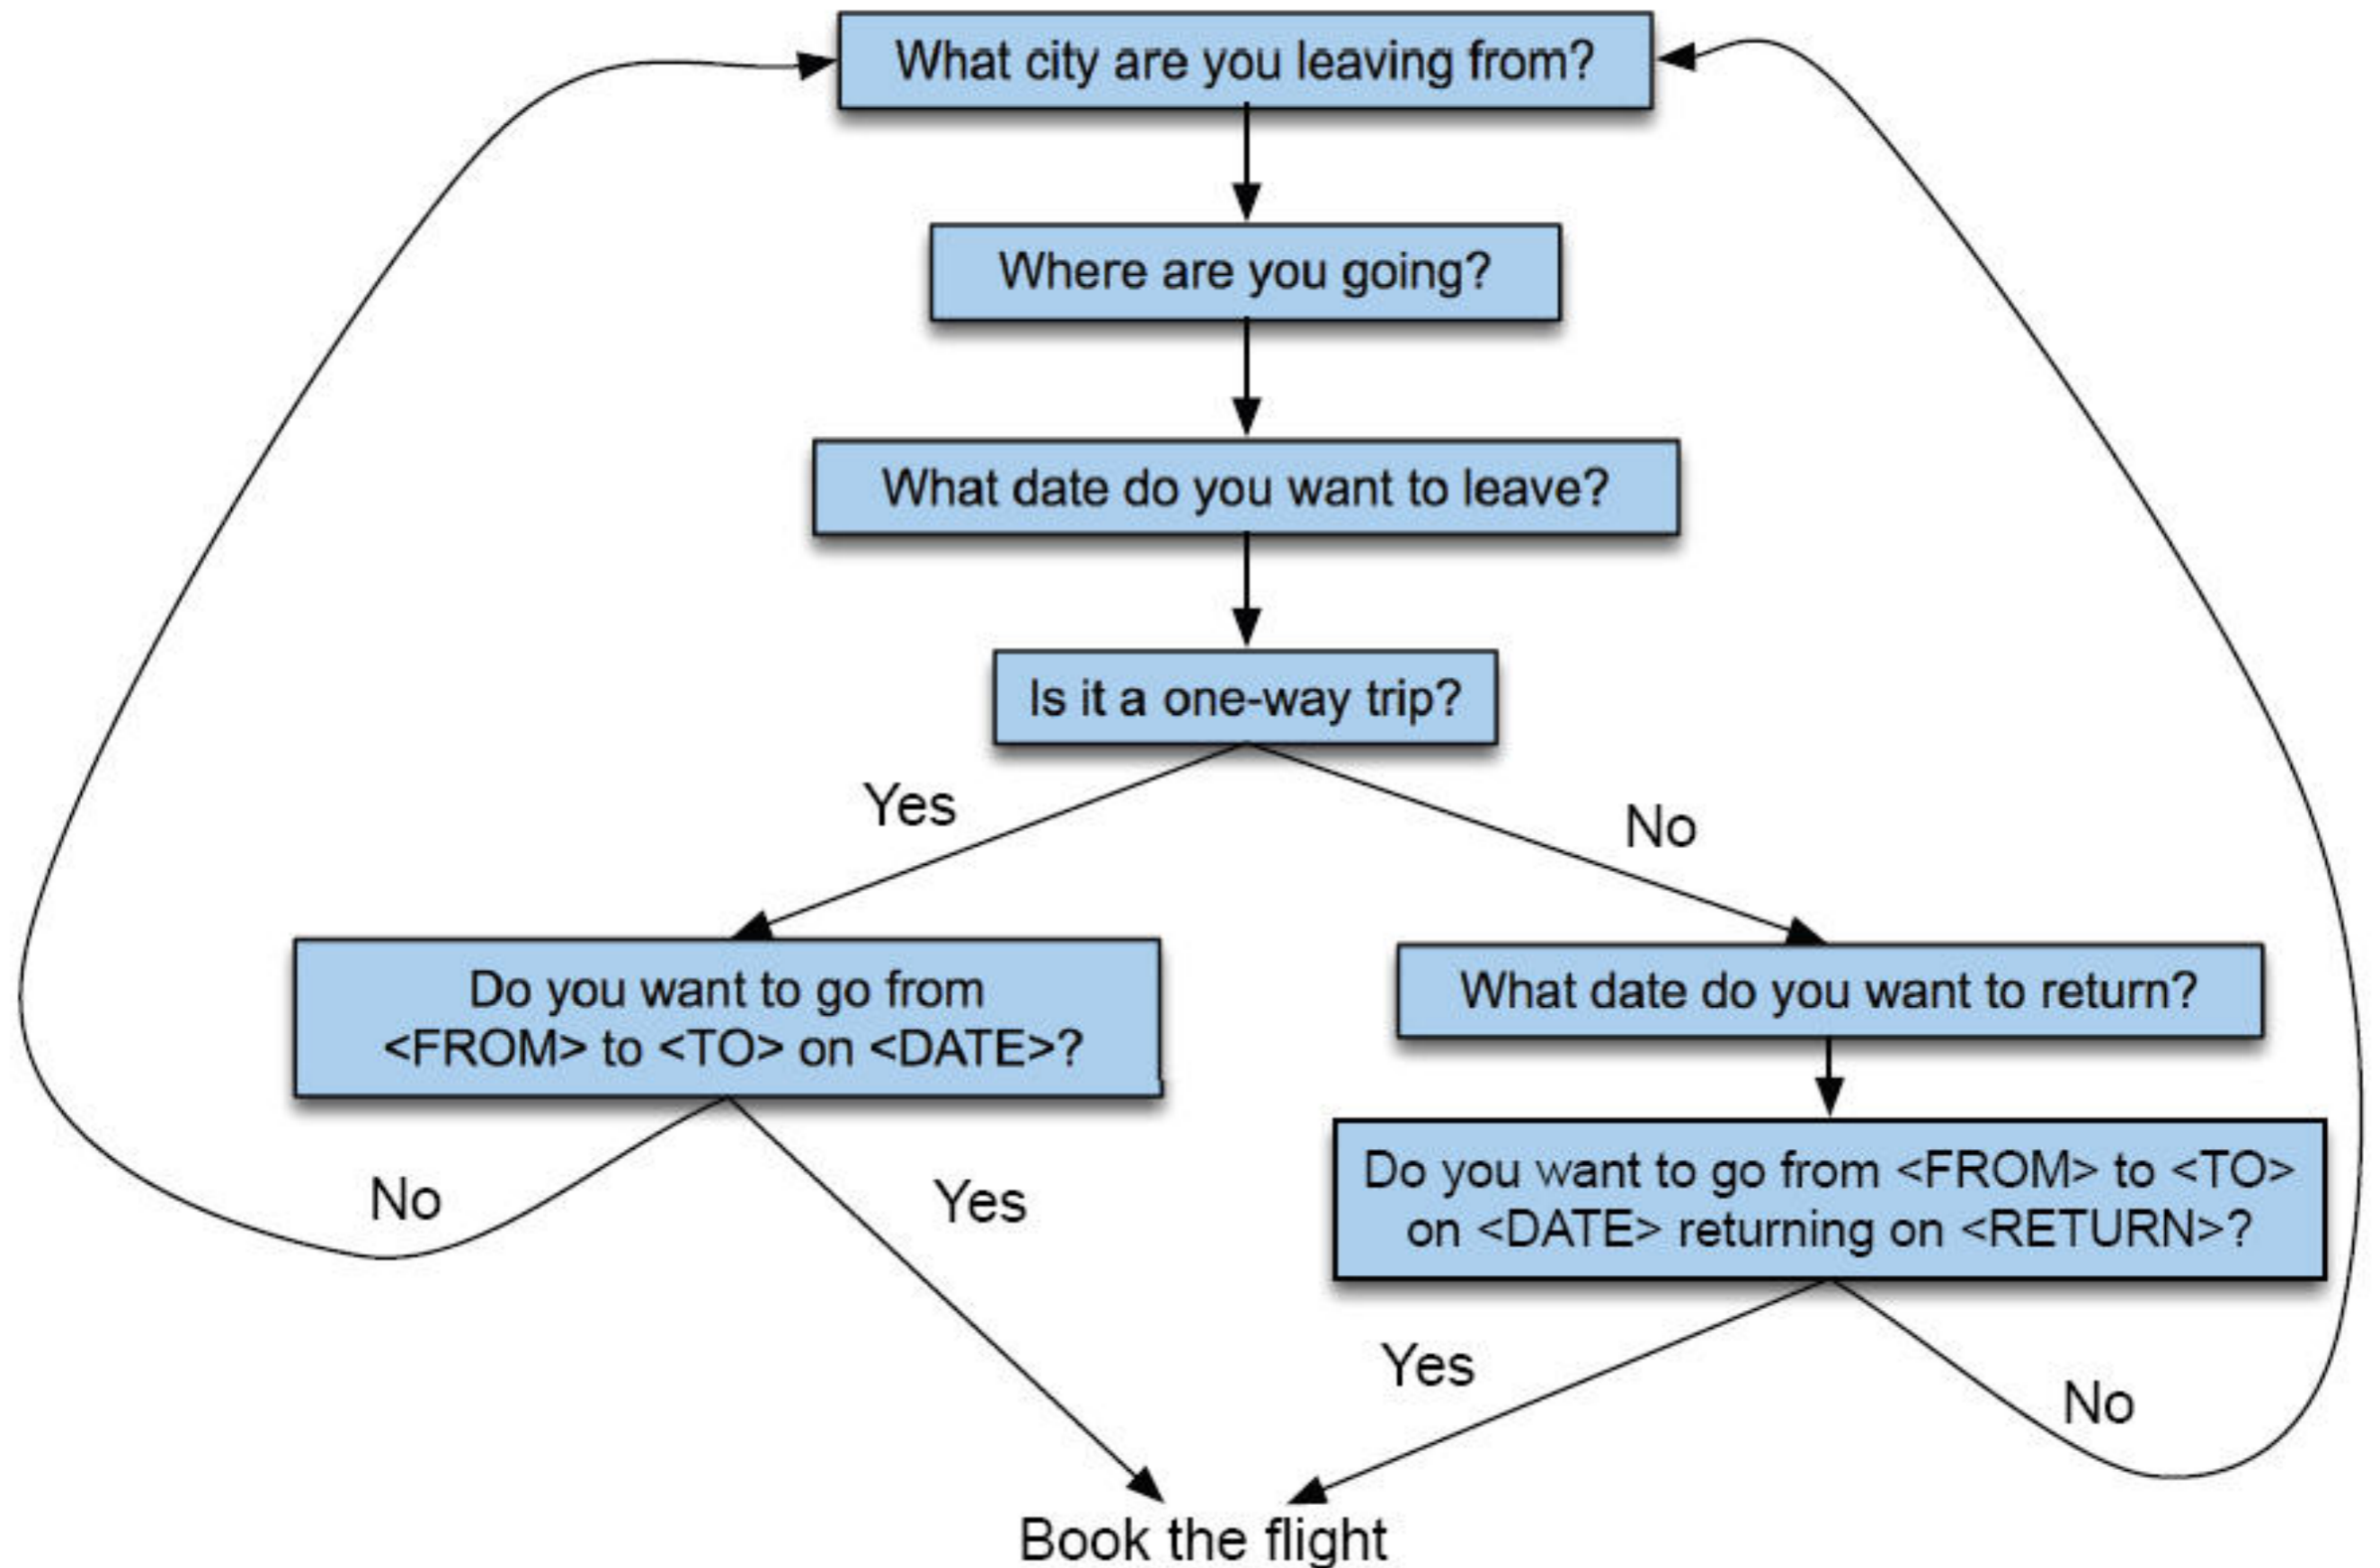 What city are you leaving from?
Where are you going?
What date do you want to leave?
Is it a one-way trip?
Yes
No
Do you want to go from
<FROM> to <TO> on <DATE>?
What date do you want to return?
Do you want to go from <FROM> to <TO>
on <DATE> returning on <RETURN>?
No
Yes
Yes
No
Book the flight